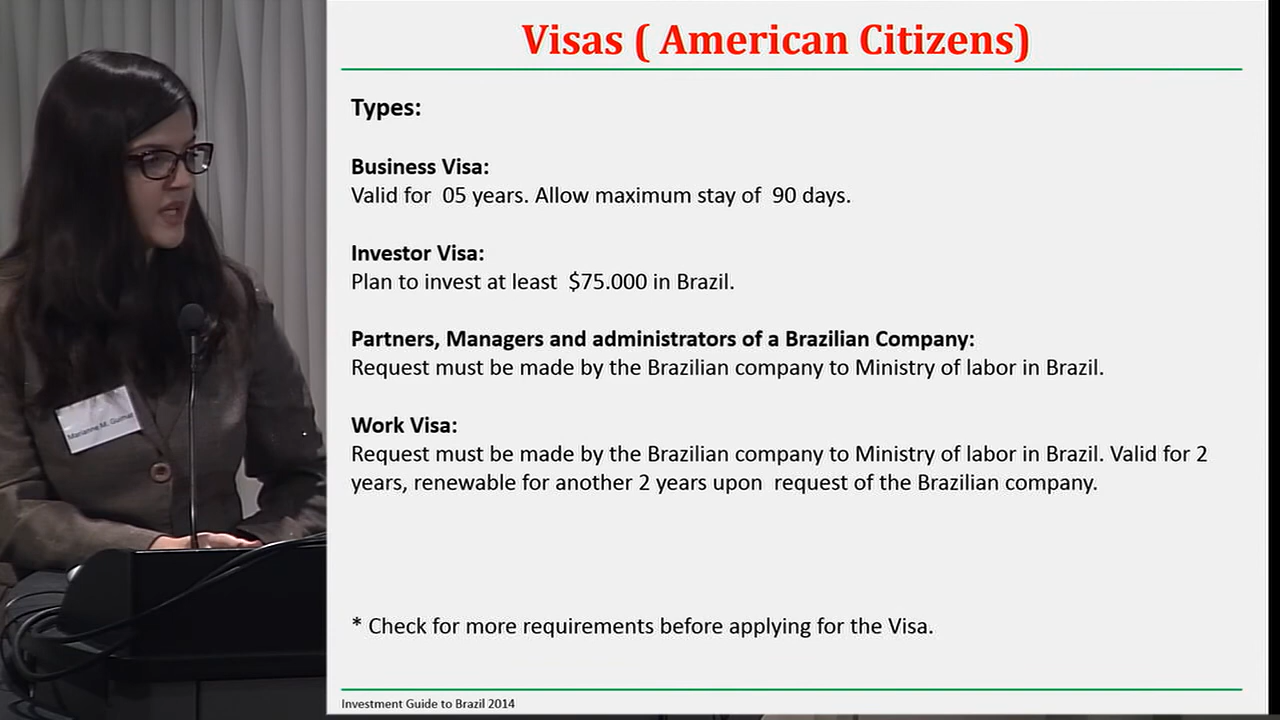 Visas ( American Citizens)
Types:
Business Visa:
Valid for 05 years. Allow maximum stay of 90 days.
Investor Visa:
Plan to invest at least $75.000 in Brazil.
Partners, Managers and administrators of a Brazilian Company:
Request must be made by the Brazilian company to Ministry of labor in Brazil.
Work Visa:
Request must be made by the Brazilian company to Ministry of labor in Brazil. Valid for 2
years, renewable for another 2 years upon request of the Brazilian company.
* Check for more requirements before applying for the Visa.
Investment Guide to Brazil 2014
Marianne M.